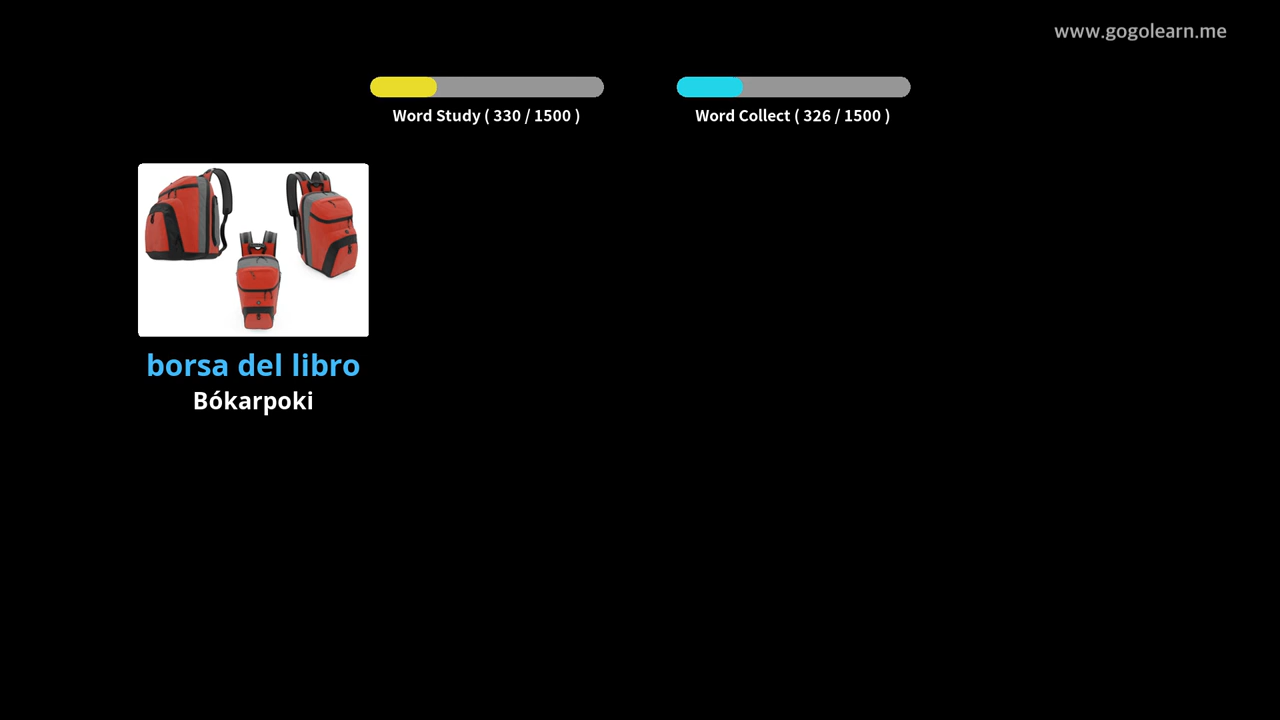 www.gogolearn.me
Word Study ( 330 / 1500 )
Word Collect ( 326 / 1500 )
borsa del libro
Bókarpoki